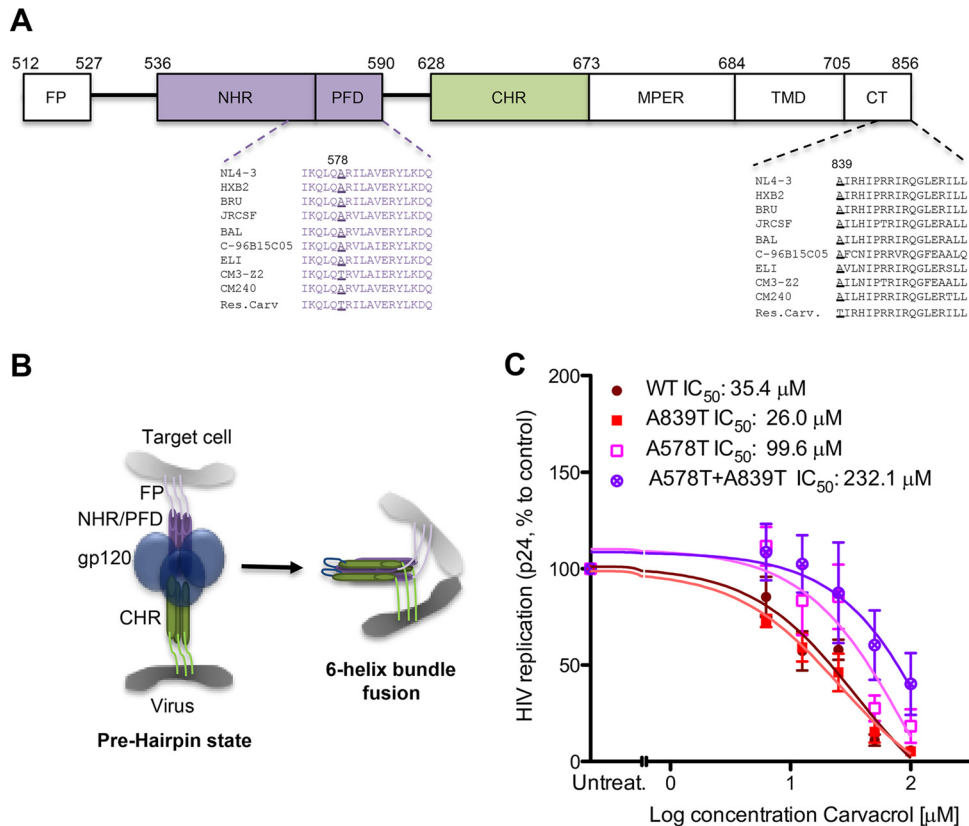 A
512 527 536 590 628 673 684 705 856
FP NHR PFD CHR MPER TMD CT
578
NL4-3 IKQLQARILAVERYLKDQ
HXB2 IKQLQARILAVERYLKDQ
BRU IKQLQARILAVERYLKDQ
JRCSF IKQLQARVLAVERYLKDQ
BAL IKQLQARVLAVERYLRDQ
C-96B15C05 IKQLQARVLAIERYLKDQ
ELI IKQLQARVLAVERYLKDQ
CM3-Z2 IKQLQTRVLAIERYLKDQ
CM240 IKQLQARVLAVERYLKDQ
Res.Carv IKQLQTRILAVERYLKDQ
839
NL4-3 AIRHIPRRIRQGLERILL
HXB2 AIRHIPRRIRQGLERILL
BRU AIRHIPRRIRQGLERILL
JRCSF AIRHIPTRIRQGLERILL
BAL AILHIPRRIRQGLERALL
C-96B15C05 AFCNIPRRVRQGFEAALQ
ELI AVLNIPRRIRQGLERSLL
CM3-Z2 AILNIPTRIRQGFEAALL
CM240 AILHIPRRIRQGLERTLL
Res.Carv. TIRHIPRRIRQGLERILL
B
Target cell
FP
NHR/PFD
gp120
CHR
Virus
Pre-Hairpin state
6-helix bundle
fusion
C
HIV replication (p24, % to control)
200
150
100
50
0
WT IC50: 35.4 μM
A839T IC50: 26.0 μM
A578T IC50: 99.6 μM
A578T+A839T IC50: 232.1 μM
Untreat. 0 1 2
Log concentration Carvacrol [μM]